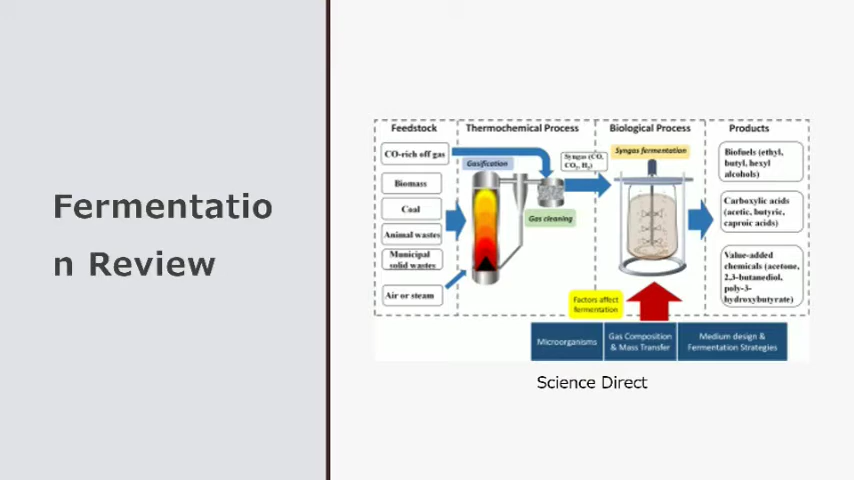 Fermentatio
n Review
Feedstock
Thermochemical Process
Biological Process
Products
CO-rich off gas
Biomass
Coal
Animal wastes
Municipal
solid wastes
Air or steam
Gasification
Gas cleaning
Syngas (CO,
CO₂, H₂)
Syngas fermentation
Biofuels (ethyl,
butyl, hexyl
alcohols)
Carboxylic acids
(acetic, butyric,
caproic acids)
Value-added
chemicals (acetone,
2,3-butanediol,
poly-3-
hydroxybutyrate)
Factors affect
fermentation
Microorganisms
Gas Composition
& Mass Transfer
Medium design &
Fermentation Strategies
Science Direct